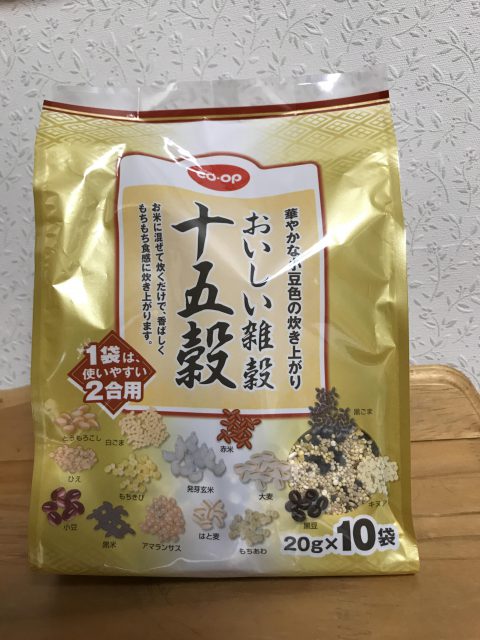 co·op
華やかな小豆色の炊き上がり
おいしい雑穀
十五穀
お米に混ぜて炊くだけで、香ばしく
もちもち食感に炊き上がります。
1袋は、
使いやすい
2合用
とうもろこし
白ごま
赤米
黒ごま
ひえ
もちきび
発芽玄米
大麦
キヌア
小豆
黒米
アマランサス
はと麦
もちあわ
黒豆
20g×10袋